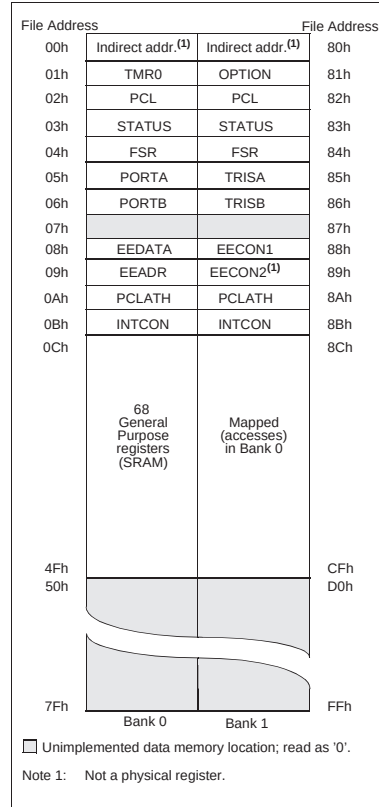 File Address File Address
00h Indirect addr.(1) Indirect addr.(1) 80h
01h TMR0 OPTION 81h
02h PCL PCL 82h
03h STATUS STATUS 83h
04h FSR FSR 84h
05h PORTA TRISA 85h
06h PORTB TRISB 86h
07h 87h
08h EEDATA EECON1 88h
09h EEADR EECON2(1) 89h
0Ah PCLATH PCLATH 8Ah
0Bh INTCON INTCON 8Bh
0Ch 8Ch
68
General
Purpose
registers
(SRAM)
Mapped
(accesses)
in Bank 0
4Fh CFh
50h D0h
7Fh FFh
Bank 0 Bank 1
Unimplemented data memory location; read as '0'.
Note 1: Not a physical register.